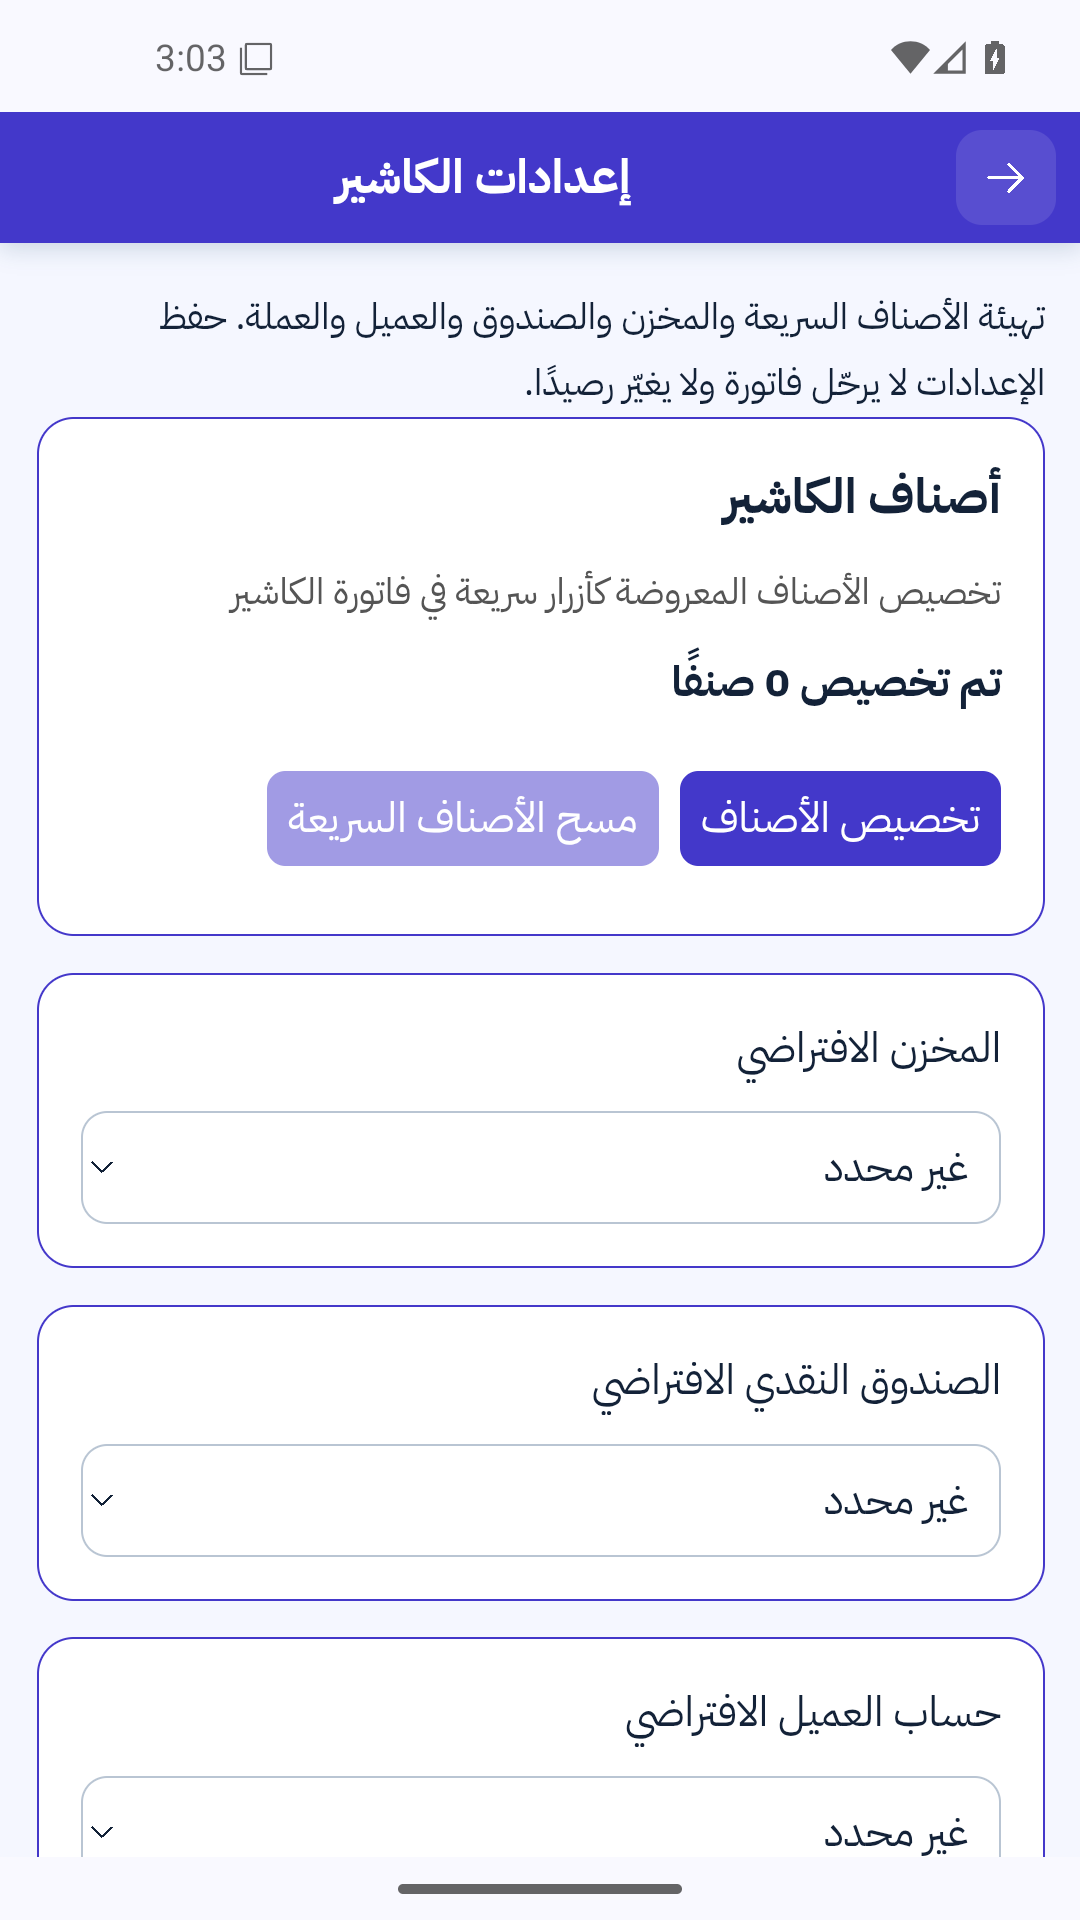 3:03
إعدادات الكاشير
تهيئة الأصناف السريعة والمخزن والصندوق والعميل والعملة. حفظ
الإعدادات لا يرحّل فاتورة ولا يغيّر رصيدًا.
أصناف الكاشير
تخصيص الأصناف المعروضة كأزرار سريعة في فاتورة الكاشير
تم تخصيص 0 صنفًا
تخصيص الأصناف
مسح الأصناف السريعة
المخزن الافتراضي
غير محدد
الصندوق النقدي الافتراضي
غير محدد
حساب العميل الافتراضي
غير محدد